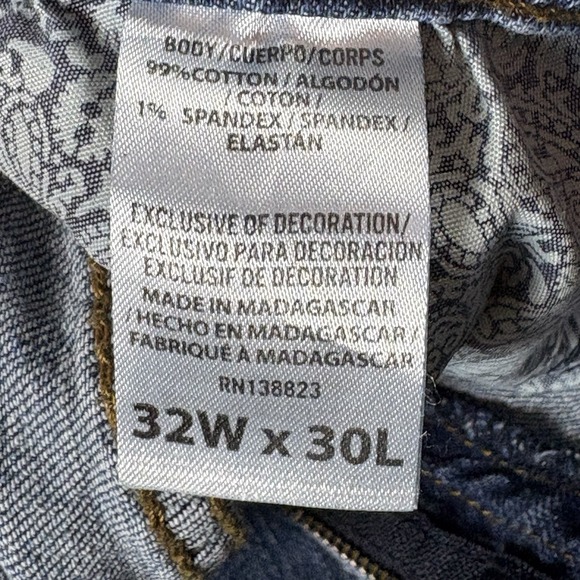 BODY/CUERPO/CORPS
99% COTTON / ALGODÓN
/ COTON /
1% SPANDEX / SPANDEX /
ELASTÁN
EXCLUSIVE OF DECORATION/
EXCLUSIVO PARA DECORACION
EXCLUSIF DE DECORATION
MADE IN MADAGASCAR
/ HECHO EN MADAGASCAR /
FABRIQUÉ À MADAGASCAR
RN138823
32W x 30L